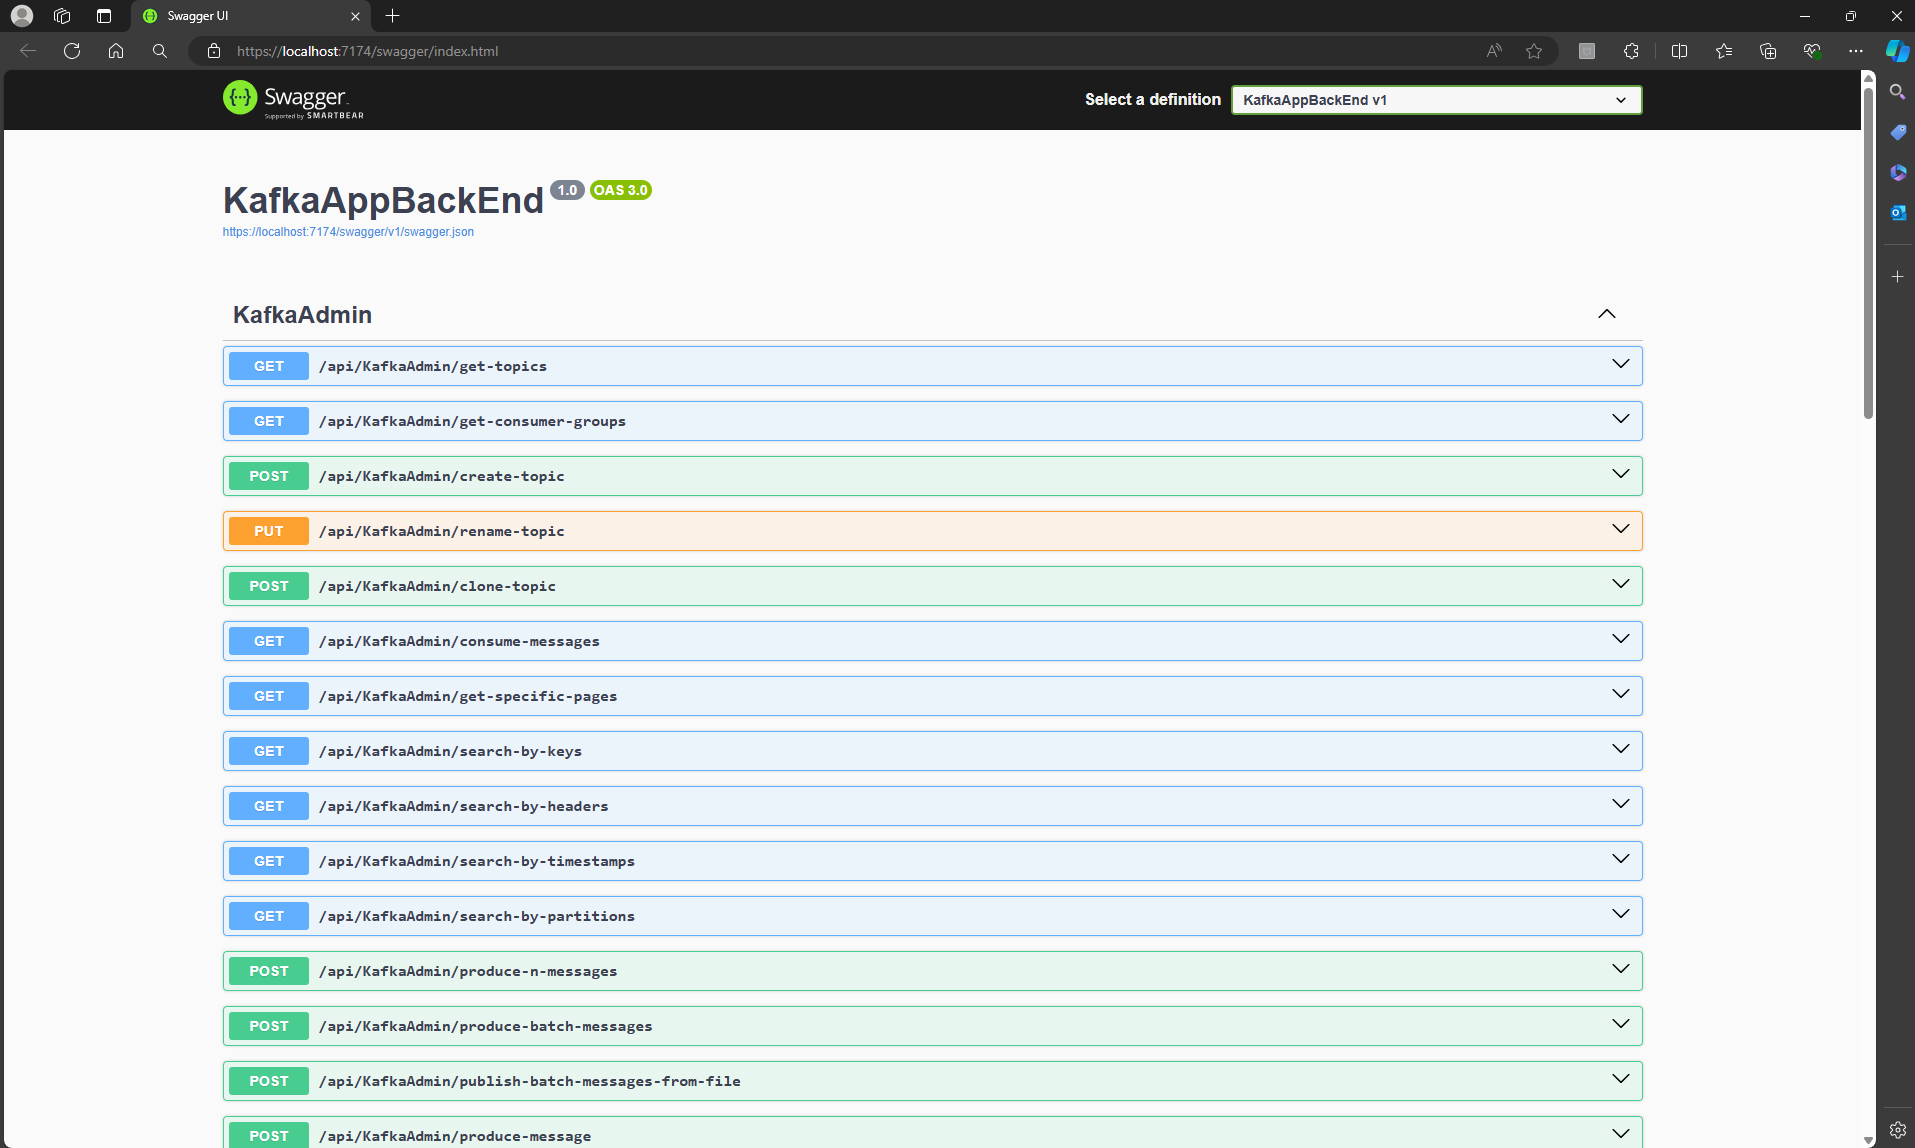 Swagger UI
https://localhost:7174/swagger/index.html
Swagger
Supported by SMARTBEAR
Select a definition
KafkaAppBackEnd v1
KafkaAppBackEnd 1.0 OAS 3.0
https://localhost:7174/swagger/v1/swagger.json
KafkaAdmin
GET /api/KafkaAdmin/get-topics
GET /api/KafkaAdmin/get-consumer-groups
POST /api/KafkaAdmin/create-topic
PUT /api/KafkaAdmin/rename-topic
POST /api/KafkaAdmin/clone-topic
GET /api/KafkaAdmin/consume-messages
GET /api/KafkaAdmin/get-specific-pages
GET /api/KafkaAdmin/search-by-keys
GET /api/KafkaAdmin/search-by-headers
GET /api/KafkaAdmin/search-by-timestamps
GET /api/KafkaAdmin/search-by-partitions
POST /api/KafkaAdmin/produce-n-messages
POST /api/KafkaAdmin/produce-batch-messages
POST /api/KafkaAdmin/publish-batch-messages-from-file
POST /api/KafkaAdmin/produce-message